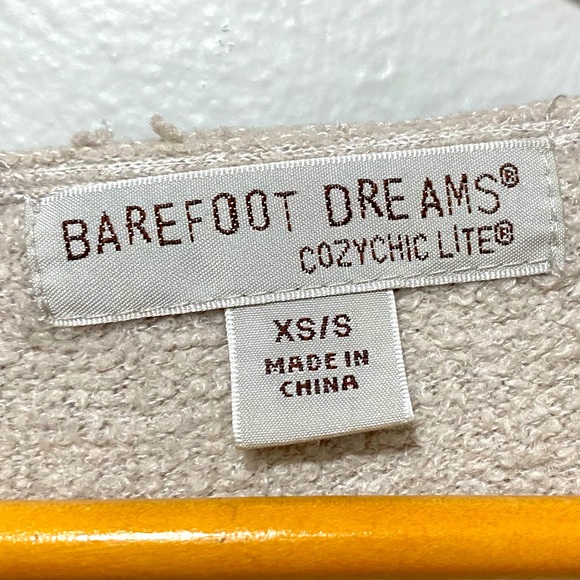 BAREFOOT DREAMS®
COZYCHIC LiTE®
XS/S
MADE IN
CHINA